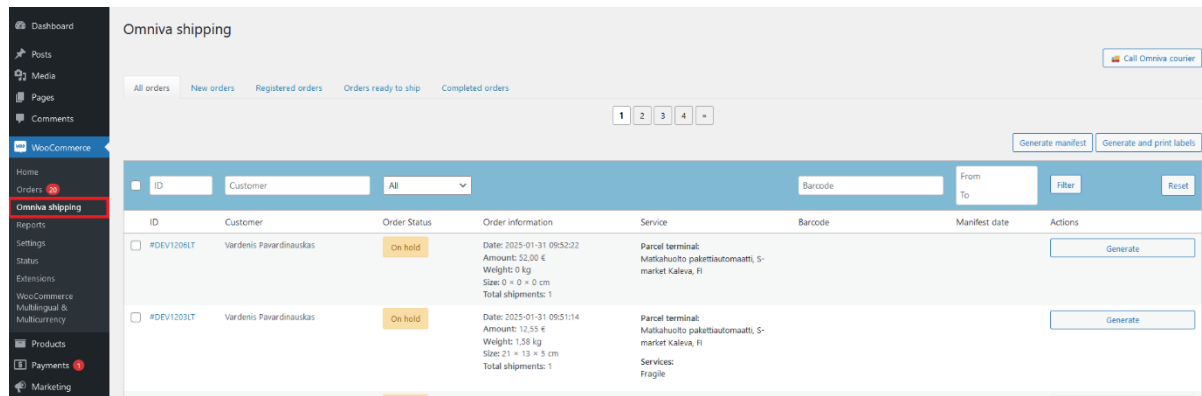 Dashboard
Posts
Media
Pages
Comments
WooCommerce
Home
Orders 20
Omniva shipping
Reports
Settings
Status
Extensions
WooCommerce
Multilingual &
Multicurrency
Products
Payments 1
Marketing
Omniva shipping
Call Omniva courier
All orders New orders Registered orders Orders ready to ship Completed orders
1 2 3 4 »
Generate manifest Generate and print labels
ID Customer All Barcode From To Filter Reset
ID Customer Order Status Order information Service Barcode Manifest date Actions
#DEV1206LT Vardenis Pavardinauskas On hold
Date: 2025-01-31 09:52:22
Amount: 52,00 €
Weight: 0 kg
Size: 0 × 0 × 0 cm
Total shipments: 1
Parcel terminal:
Matkahuolto pakettiautomaatti, S-
market Kaleva, FI
Generate
#DEV1203LT Vardenis Pavardinauskas On hold
Date: 2025-01-31 09:51:14
Amount: 12,55 €
Weight: 1,58 kg
Size: 21 × 13 × 5 cm
Total shipments: 1
Parcel terminal:
Matkahuolto pakettiautomaatti, S-
market Kaleva, FI
Services:
Fragile
Generate